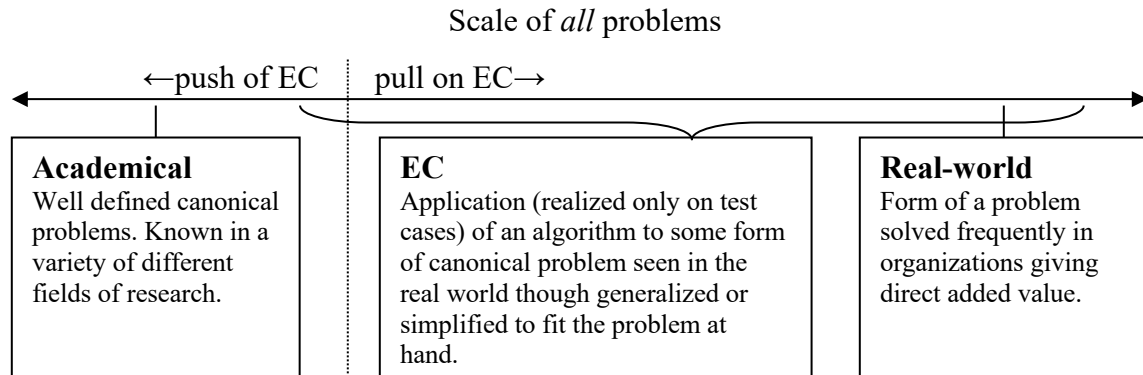 Scale of all problems
←push of EC
pull on EC→
Academical
Well defined canonical
problems. Known in a
variety of different
fields of research.
EC
Application (realized only on test
cases) of an algorithm to some form
of canonical problem seen in the
real world though generalized or
simplified to fit the problem at
hand.
Real-world
Form of a problem
solved frequently in
organizations giving
direct added value.